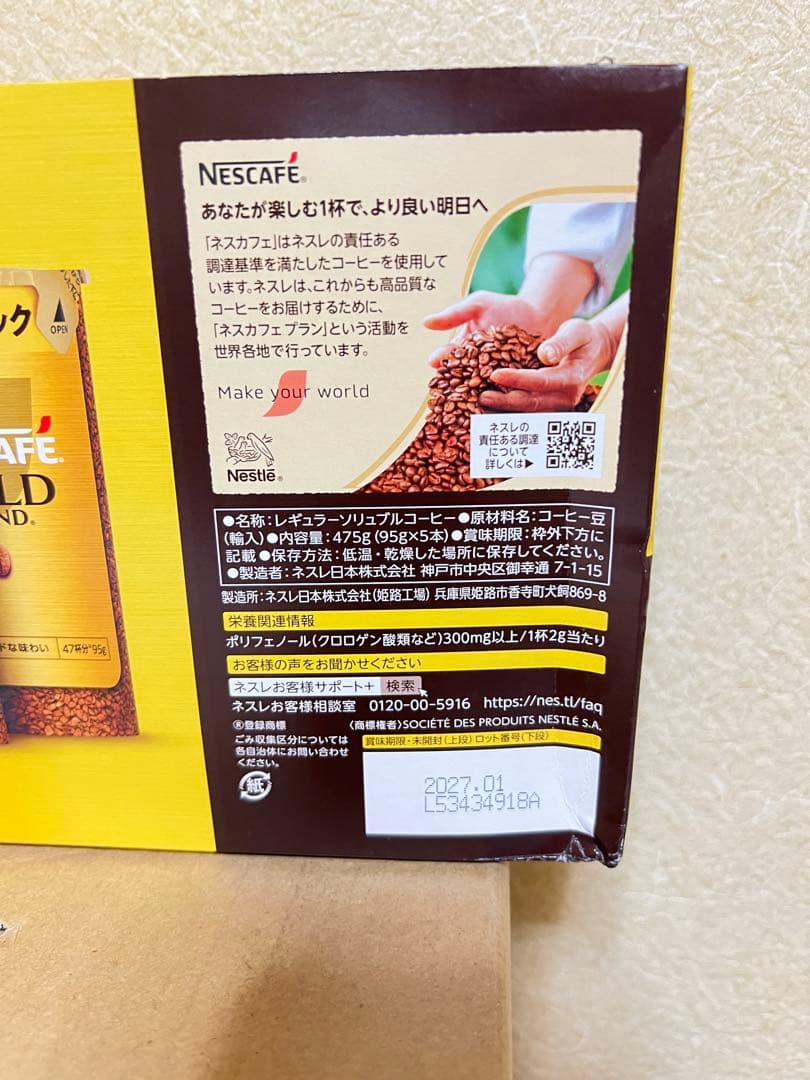 ック
OPEN
CAFÉ®
LD
ND®
ドな味わい
47杯分*95g
NESCAFÉ®
あなたが楽しむ1杯で、より良い明日へ
「ネスカフェ」はネスレの責任ある
調達基準を満たしたコーヒーを使用して
います。ネスレは、これからも高品質な
コーヒーをお届けするために、
「ネスカフェ プラン」という活動を
世界各地で行っています。
Make your world
Nestlē®
ネスレの
責任ある調達
について
詳しくは▶
●名称:レギュラーソリュブルコーヒー●原材料名:コーヒー豆
(輸入)●内容量:475g(95g×5本)●賞味期限:枠外下方に
記載●保存方法:低温・乾燥した場所に保存してください。
●製造者:ネスレ日本株式会社 神戸市中央区御幸通 7-1-15
製造所:ネスレ日本株式会社(姫路工場) 兵庫県姫路市香寺町犬飼869-8
栄養関連情報
ポリフェノール(クロロゲン酸類など)300mg以上/1杯2g当たり
お客様の声をお聞かせください
ネスレお客様サポート+ 検索
ネスレお客様相談室 0120-00-5916 https://nes.tl/faq
®登録商標 〈商標権者〉SOCIÉTÉ DES PRODUITS NESTLÉ S.A.
ごみ収集区分については
各自治体にお問い合わせ
ください。
紙
賞味期限・未開封(上段) ロット番号(下段)
2027.01
L53434918A